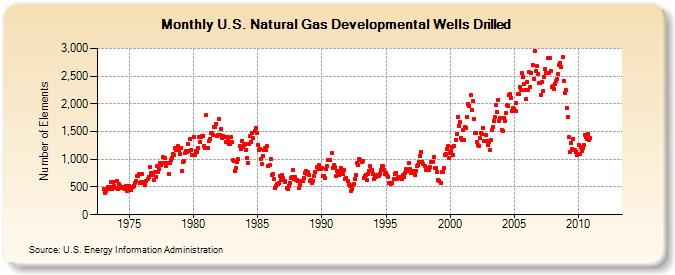 Monthly U.S. Natural Gas Developmental Wells Drilled
Number of Elements
3,000
2,500
2,000
1,500
1,000
500
0
1975 1980 1985 1990 1995 2000 2005 2010
Source: U.S. Energy Information Administration